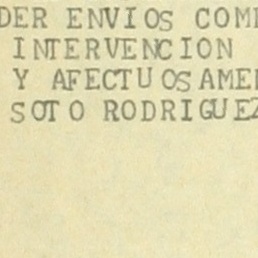 DER ENVIOS COM
INTERVENCION
Y AFECTUOSAME
SOTO RODRIGUEZ